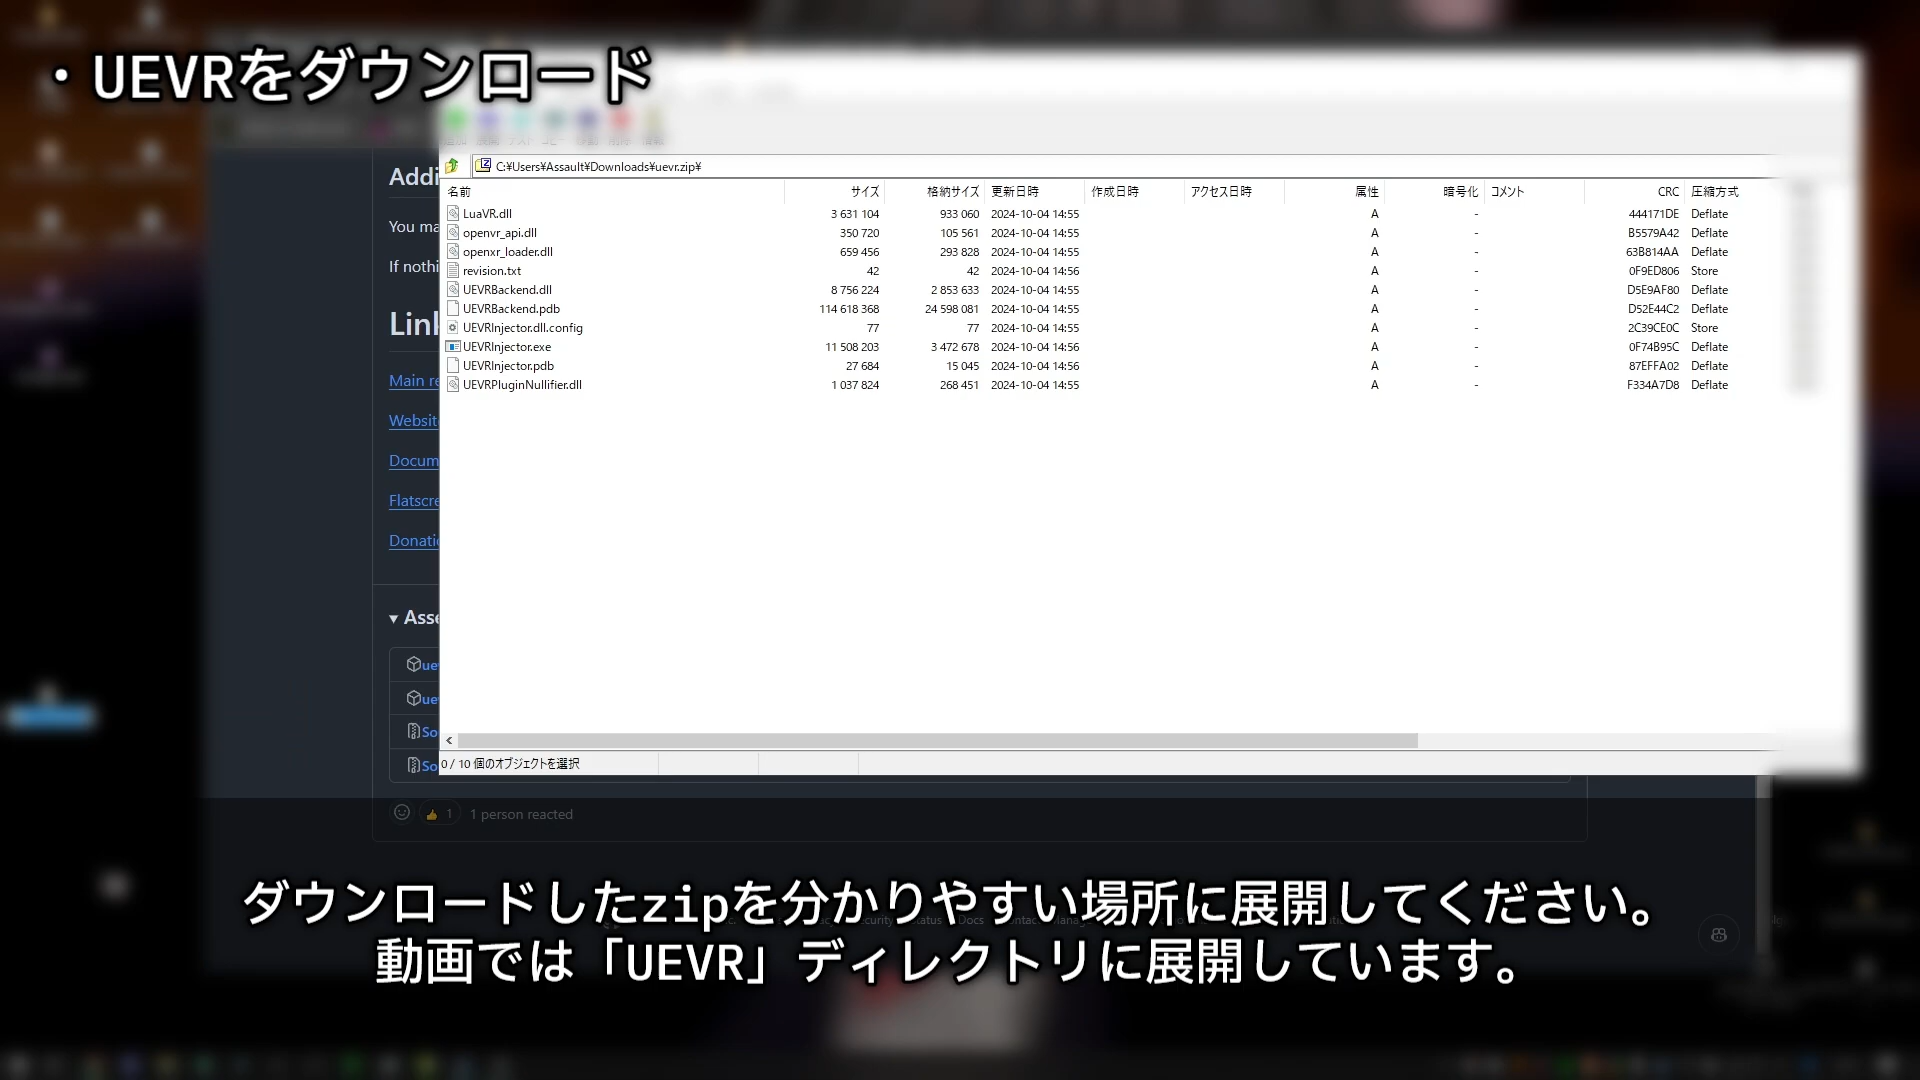 ・UEVRをダウンロード
C:¥Users¥Assault¥Downloads¥uevr.zip¥
名前 サイズ 格納サイズ 更新日時 作成日時 アクセス日時 属性 暗号化 コメント CRC 圧縮方式
LuaVR.dll 3 631 104 933 060 2024-10-04 14:55 A - 444171DE Deflate
openvr_api.dll 350 720 105 561 2024-10-04 14:55 A - B5579A42 Deflate
openxr_loader.dll 659 456 293 828 2024-10-04 14:55 A - 63B814AA Deflate
revision.txt 42 42 2024-10-04 14:56 A - 0F9ED806 Store
UEVRBackend.dll 8 756 224 2 853 633 2024-10-04 14:55 A - D5E9AF80 Deflate
UEVRBackend.pdb 114 618 368 24 598 081 2024-10-04 14:55 A - D52E44C2 Deflate
UEVRInjector.dll.config 77 77 2024-10-04 14:55 A - 2C39CE0C Store
UEVRInjector.exe 11 508 203 3 472 678 2024-10-04 14:56 A - 0F74B95C Deflate
UEVRInjector.pdb 27 684 15 045 2024-10-04 14:56 A - 87EFFA02 Deflate
UEVRPluginNullifier.dll 1 037 824 268 451 2024-10-04 14:55 A - F334A7D8 Deflate
0 / 10 個のオブジェクトを選択
Addi
You ma
If nothi
Link
Main re
Website
Docum
Flatscre
Donatio
Asse
ue
ue
So
So
1
1 person reacted
ダウンロードしたzipを分かりやすい場所に展開してください。
動画では「UEVR」ディレクトリに展開しています。